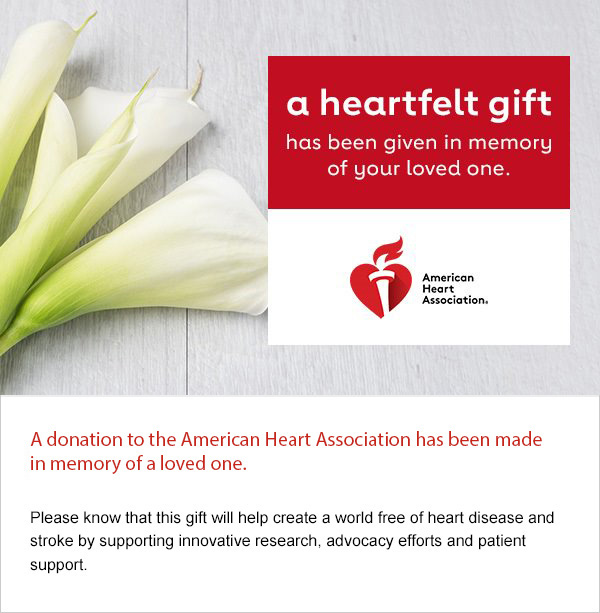 a heartfelt gift
has been given in memory
of your loved one.
American
Heart
Association®
A donation to the American Heart Association has been made
in memory of a loved one.
Please know that this gift will help create a world free of heart disease and
stroke by supporting innovative research, advocacy efforts and patient
support.